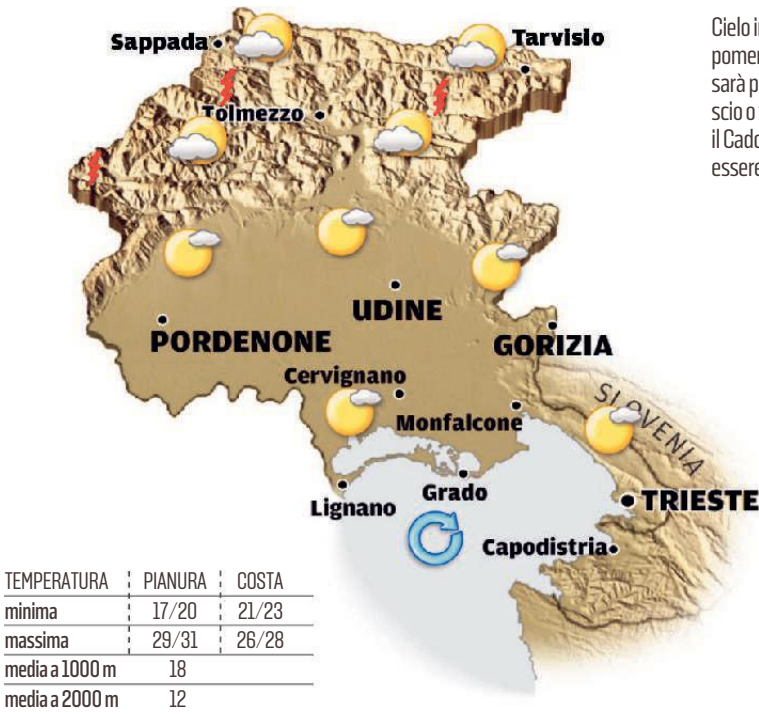 Sappada
Tarvisio
Tolmezzo
UDINE
PORDENONE
GORIZIA
Cervignano
Monfalcone
SLOVENIA
Lignano
Grado
TRIESTE
Capodistria
Cielo
pomer
sarà p
scio o
il Cado
essere
TEMPERATURA PIANURA COSTA
minima 17/20 21/23
massima 29/31 26/28
media a 1000 m 18
media a 2000 m 12